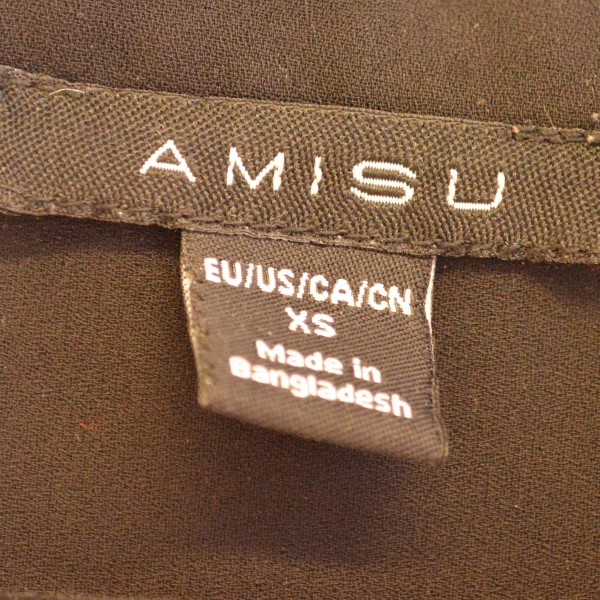 AMISU
EU/US/CA/CN
XS
Made in
Bangladesh